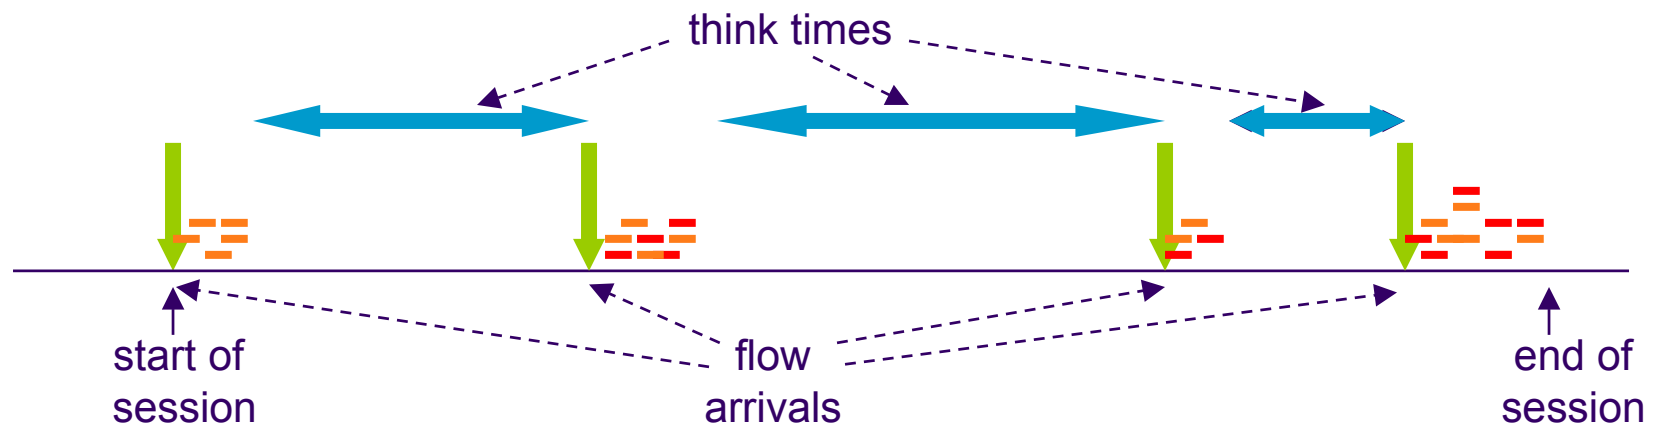 think times
start of
session
flow
arrivals
end of
session